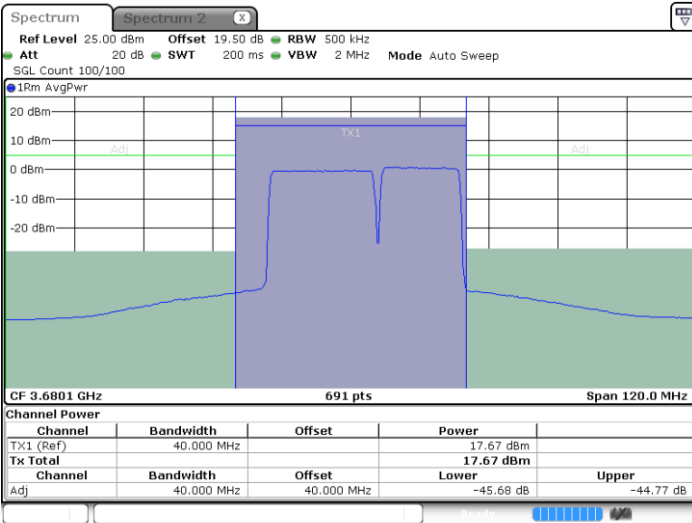 Spectrum Spectrum 2 X
Ref Level 25.00 dBm Offset 19.50 dB RBW 500 kHz
Att 20 dB SWT 200 ms VBW 2 MHz Mode Auto Sweep
SGL Count 100/100
1Rm AvgPwr
20 dBm
TX1
10 dBm
Adj Adj
0 dBm
-10 dBm
-20 dBm
CF 3.6801 GHz 691 pts Span 120.0 MHz
Channel Power
Channel Bandwidth Offset Power
TX1 (Ref) 40.000 MHz 17.67 dBm
Tx Total 17.67 dBm
Channel Bandwidth Offset Lower Upper
Adj 40.000 MHz 40.000 MHz -45.68 dB -44.77 dB
Ready